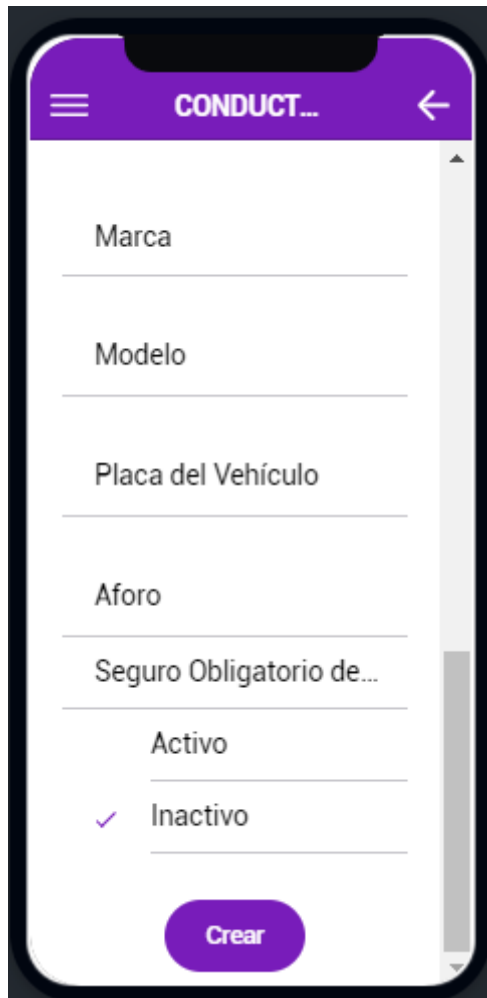 CONDUCT...
Marca
Modelo
Placa del Vehículo
Aforo
Seguro Obligatorio de...
Activo
Inactivo
Crear